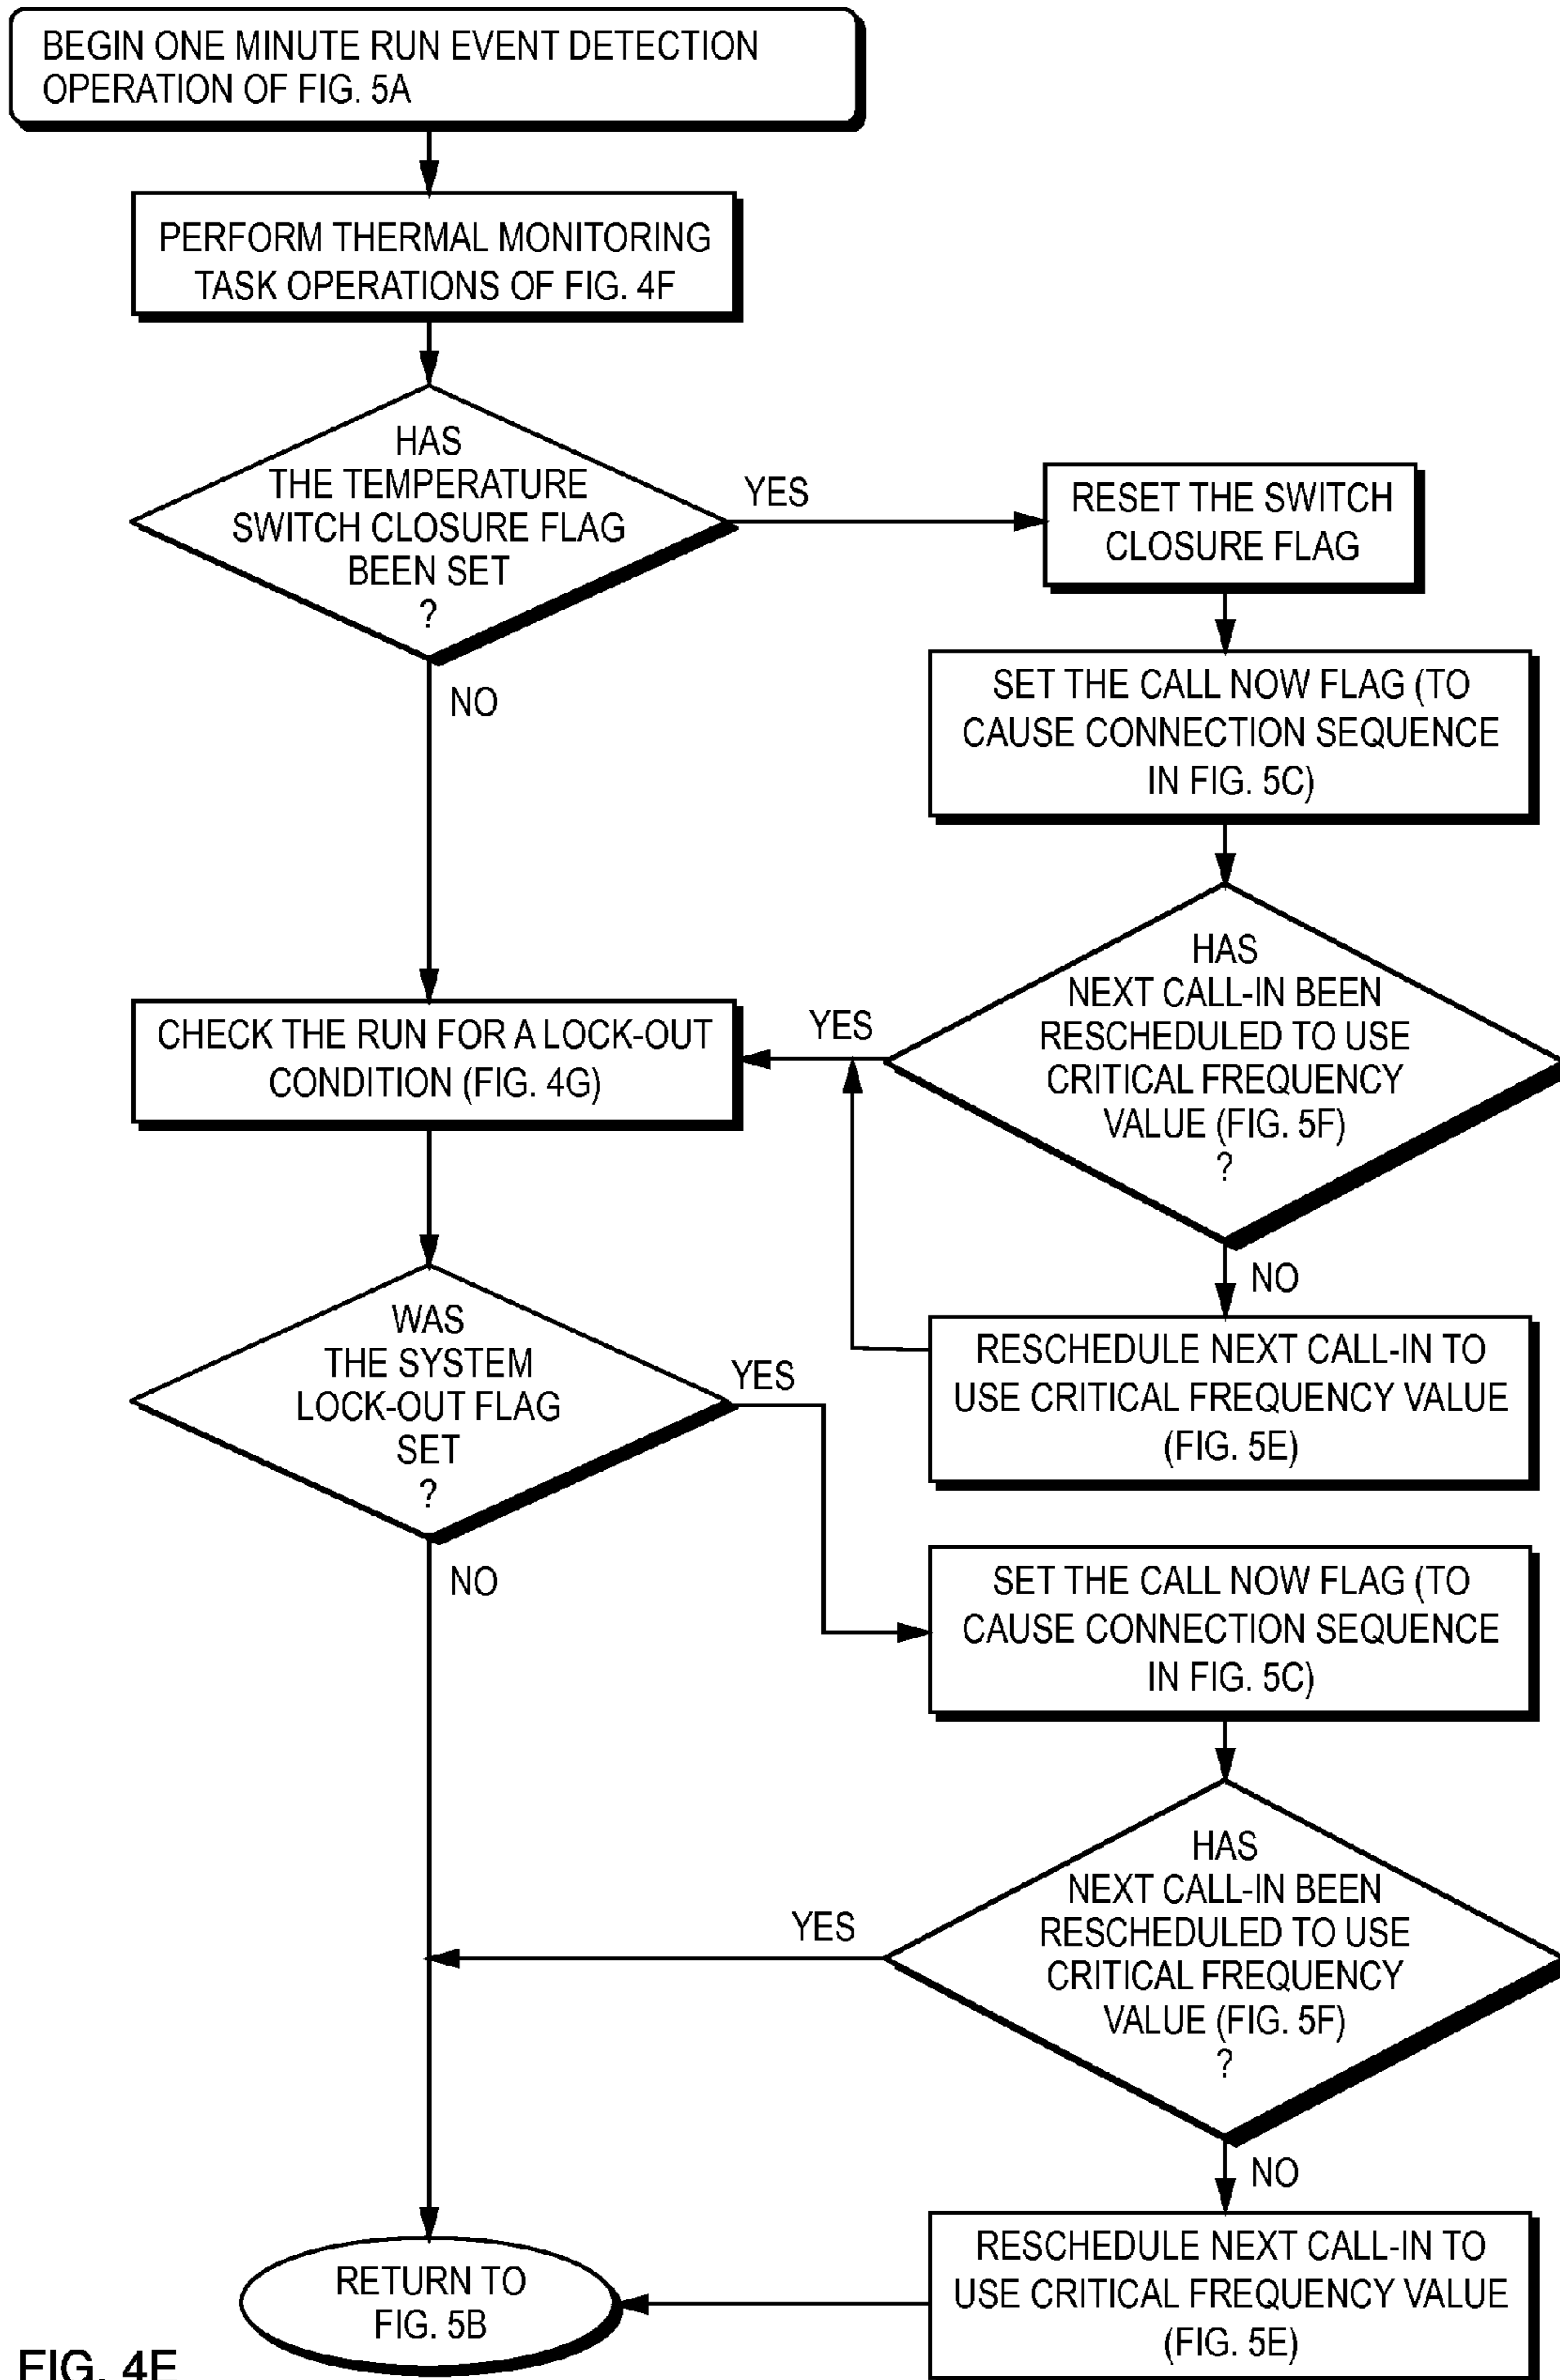 BEGIN ONE MINUTE RUN EVENT DETECTION
OPERATION OF FIG. 5A
PERFORM THERMAL MONITORING
TASK OPERATIONS OF FIG. 4F
HAS
THE TEMPERATURE
SWITCH CLOSURE FLAG
BEEN SET
?
YES
NO
RESET THE SWITCH
CLOSURE FLAG
SET THE CALL NOW FLAG (TO
CAUSE CONNECTION SEQUENCE
IN FIG. 5C)
HAS
NEXT CALL-IN BEEN
RESCHEDULED TO USE
CRITICAL FREQUENCY
VALUE (FIG. 5F)
?
YES
NO
RESCHEDULE NEXT CALL-IN TO
USE CRITICAL FREQUENCY VALUE
(FIG. 5E)
CHECK THE RUN FOR A LOCK-OUT
CONDITION (FIG. 4G)
WAS
THE SYSTEM
LOCK-OUT FLAG
SET
?
YES
NO
SET THE CALL NOW FLAG (TO
CAUSE CONNECTION SEQUENCE
IN FIG. 5C)
HAS
NEXT CALL-IN BEEN
RESCHEDULED TO USE
CRITICAL FREQUENCY
VALUE (FIG. 5F)
?
YES
NO
RESCHEDULE NEXT CALL-IN TO
USE CRITICAL FREQUENCY VALUE
(FIG. 5E)
RETURN TO
FIG. 5B
FIG. 4E